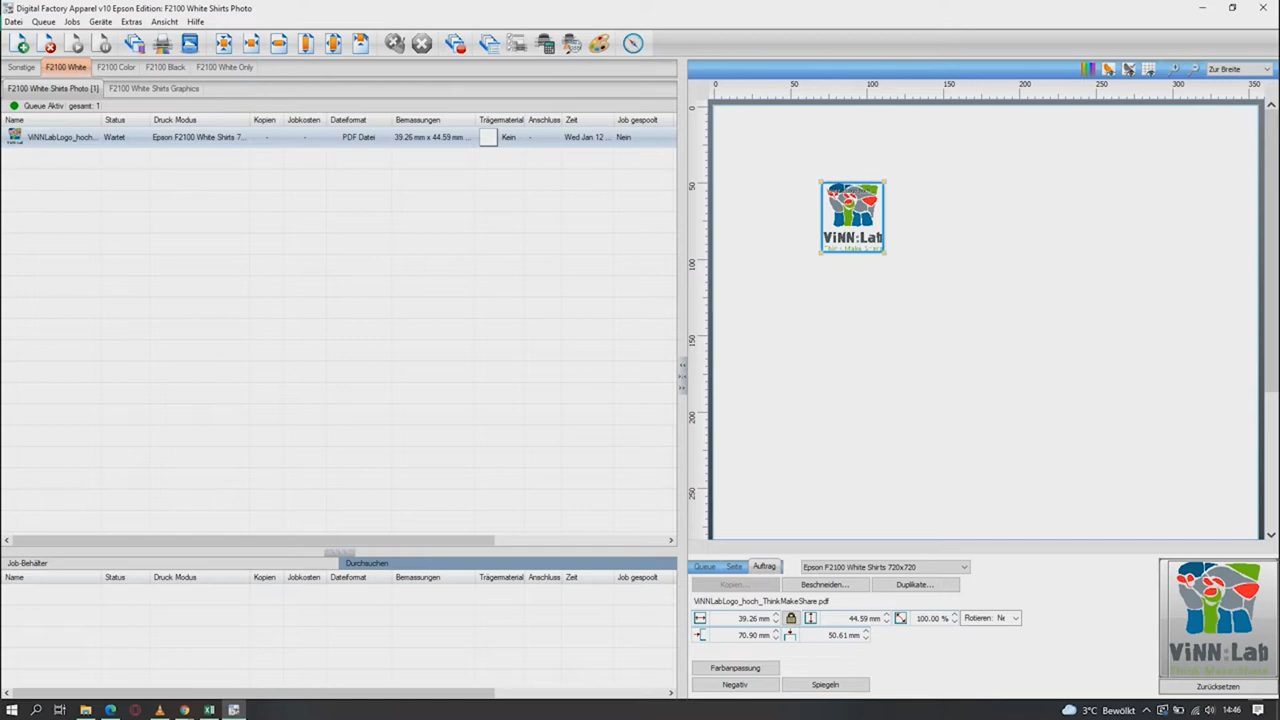 Digital Factory Apparel v10 Epson Edition: F2100 White Shirts Photo
Datei Queue Jobs Geräte Extras Ansicht Hilfe
Sonstige F2100 White F2100 Color F2100 Black F2100 White Only
Zur Breite
F2100 White Shirts Photo [1] F2100 White Shirts Graphics
0 50 100 150 200 250 300 350
Queue Aktiv gesamt: 1
Name Status Druck Modus Kopien Jobkosten Dateiformat Bemassungen Trägermaterial Anschluss Zeit Job gespoolt
ViNNLabLogo_hoch... Wartet Epson F2100 White Shirts 7... - - PDF Datei 39.26 mm x 44.59 mm ... Kein - Wed Jan 12 ... Nein
0
50
100
150
200
250
ViNN:Lab
Think Make Share
Job-Behälter Durchsuchen
Name Status Druck Modus Kopien Jobkosten Dateiformat Bemassungen Trägermaterial Anschluss Zeit Job gespoolt
Queue Seite Auftrag Epson F2100 White Shirts 720x720
Kopien... Beschneiden... Duplikate...
ViNNLabLogo_hoch_ThinkMakeShare.pdf
39.26 mm 44.59 mm 100.00 % Rotieren: Ne
70.90 mm 50.61 mm
Farbanpassung
Negativ Spiegeln
ViNN:Lab
Think Make Share
Zurücksetzen
3°C Bewölkt 14:46